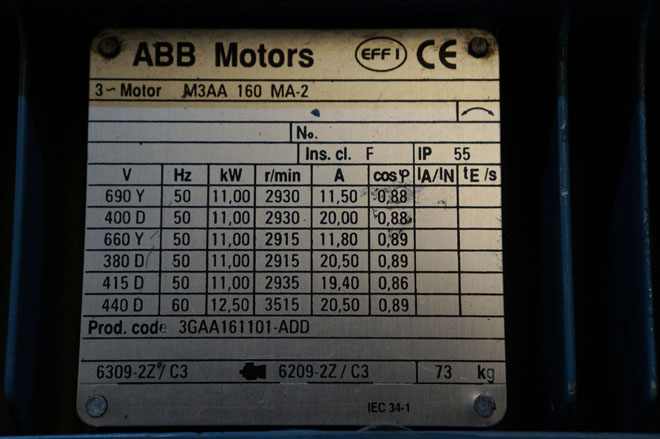 ABB Motors EFF1 CE
3~Motor M3AA 160 MA-2
No.
Ins. cl. F IP 55
V Hz kW r/min A cosφ IA/IN tE/s
690 Y 50 11,00 2930 11,50 0,88
400 D 50 11,00 2930 20,00 0,88
660 Y 50 11,00 2915 11,80 0,89
380 D 50 11,00 2915 20,50 0,89
415 D 50 11,00 2935 19,40 0,86
440 D 60 12,50 3515 20,50 0,89
Prod. code 3GAA161101-ADD
6309-2Z/C3 6209-2Z/C3 73 kg
IEC 34-1